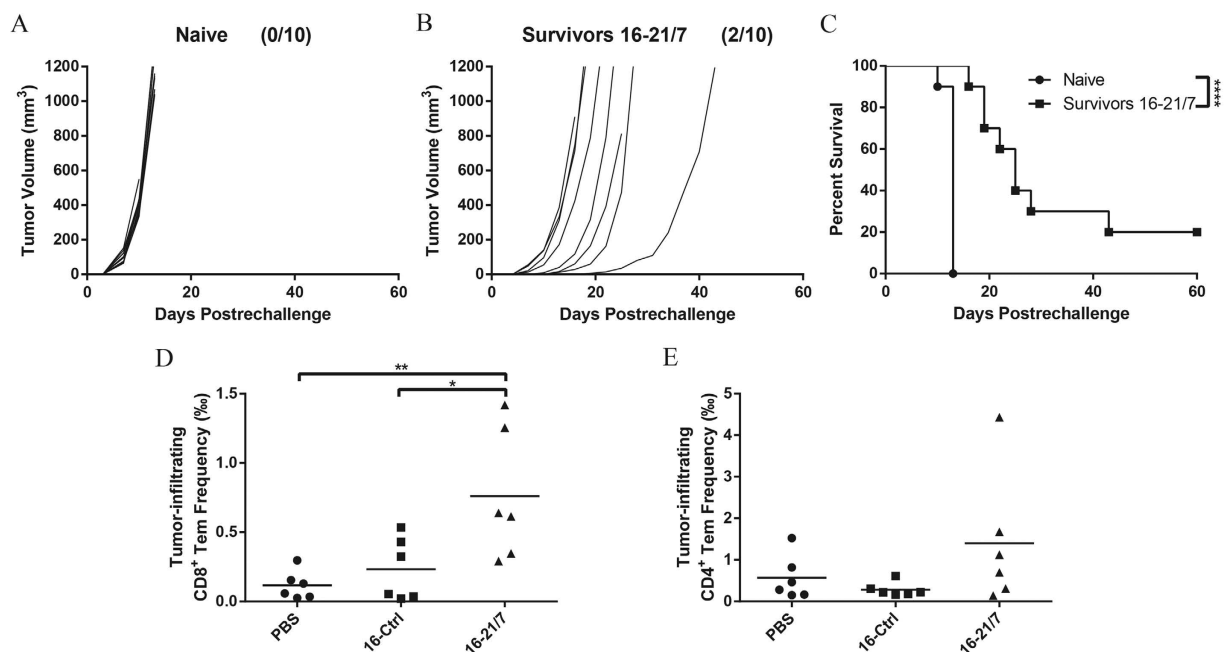 A
Naive (0/10)
Tumor Volume (mm³)
1200
1000
800
600
400
200
0
0 20 40 60
Days Postrechallenge
B
Survivors 16-21/7 (2/10)
Tumor Volume (mm³)
1200
1000
800
600
400
200
0
0 20 40 60
Days Postrechallenge
C
Percent Survival
100
80
60
40
20
0
0 20 40 60
Days Postrechallenge
Naive
Survivors 16-21/7
****
D
Tumor-infiltrating
CD8⁺ Tem Frequency (‰)
1.5
1.0
0.5
0.0
**
*
PBS
16-Ctrl
16-21/7
E
Tumor-infiltrating
CD4⁺ Tem Frequency (‰)
5
4
3
2
1
0
PBS
16-Ctrl
16-21/7